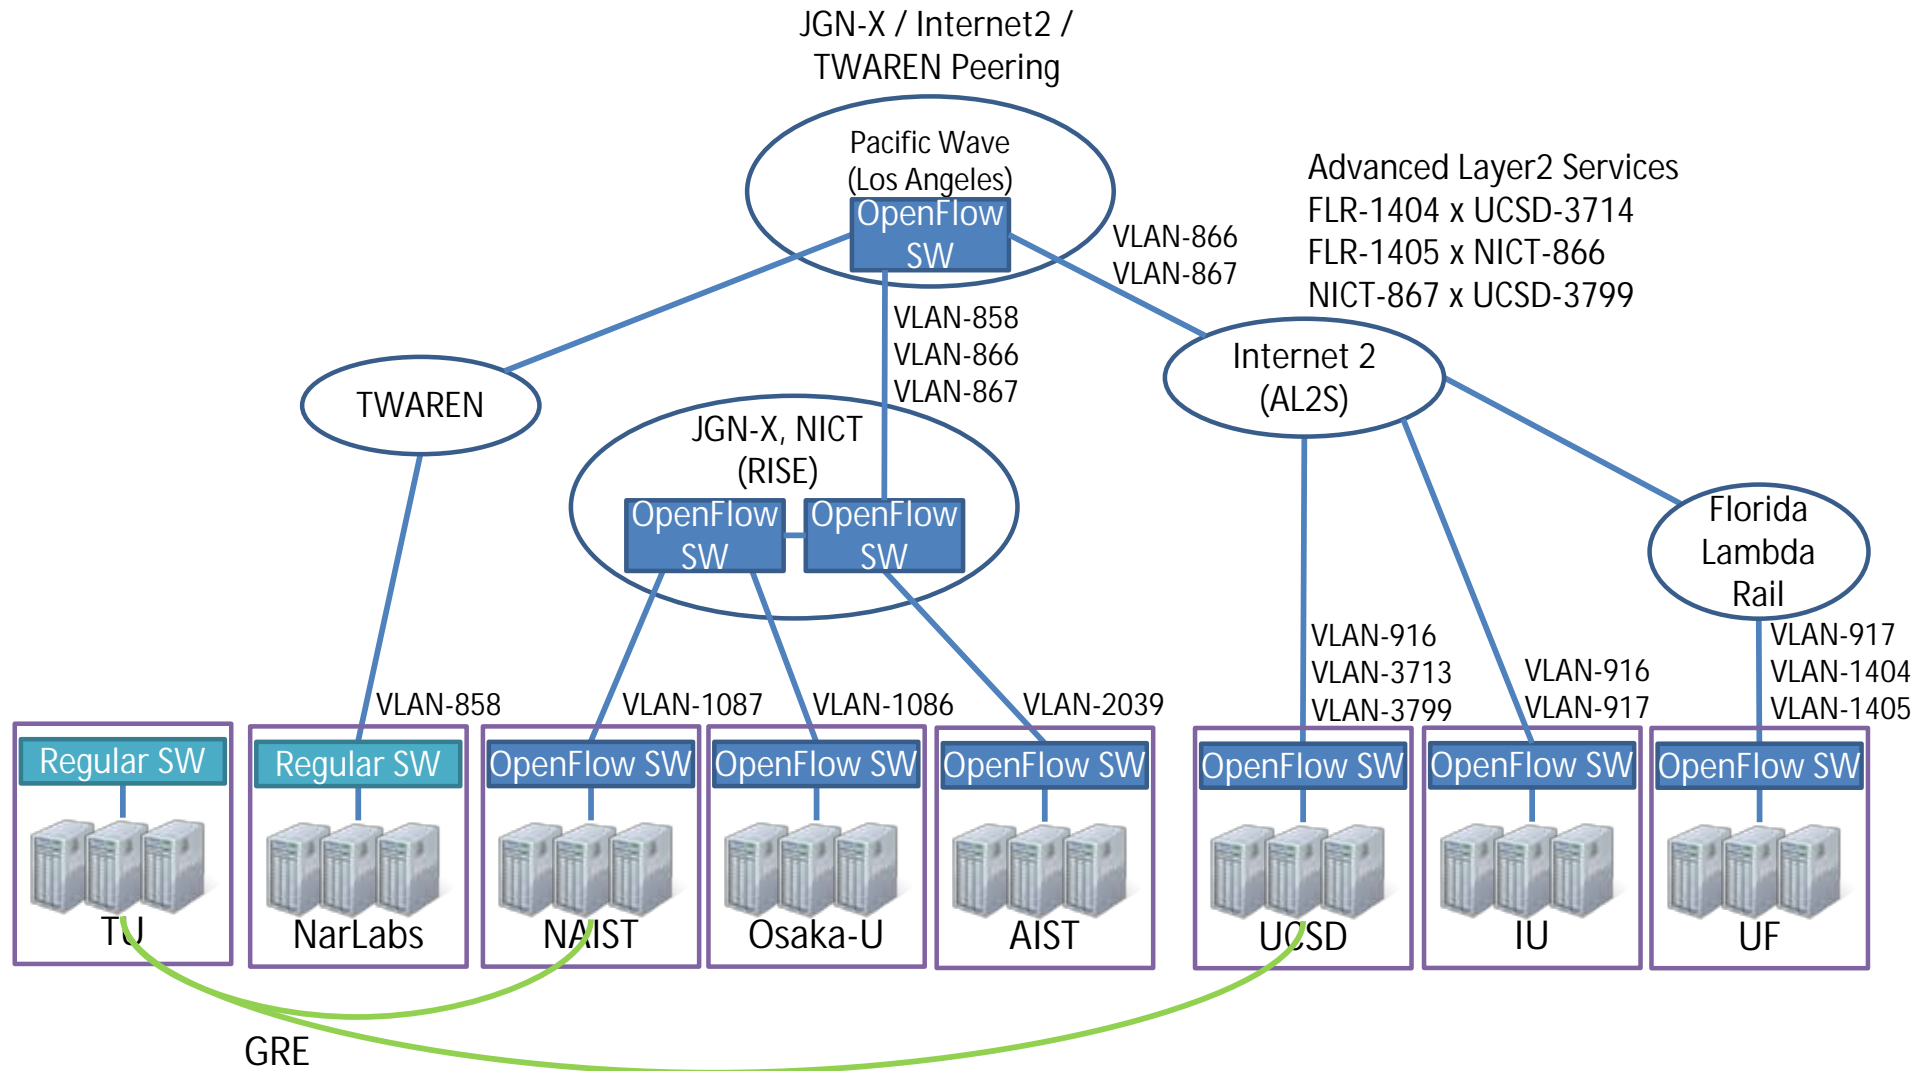 JGN-X / Internet2 /
TWAREN Peering
Pacific Wave
(Los Angeles)
OpenFlow
SW
VLAN-866
VLAN-867
Advanced Layer2 Services
FLR-1404 x UCSD-3714
FLR-1405 x NICT-866
NICT-867 x UCSD-3799
VLAN-858
VLAN-866
VLAN-867
TWAREN
Internet 2
(AL2S)
JGN-X, NICT
(RISE)
OpenFlow
SW
OpenFlow
SW
Florida
Lambda
Rail
VLAN-858
VLAN-1087
VLAN-1086
VLAN-2039
VLAN-916
VLAN-3713
VLAN-3799
VLAN-916
VLAN-917
VLAN-917
VLAN-1404
VLAN-1405
Regular SW
Regular SW
OpenFlow SW
OpenFlow SW
OpenFlow SW
OpenFlow SW
OpenFlow SW
OpenFlow SW
TU
NarLabs
NAIST
Osaka-U
AIST
UCSD
IU
UF
GRE